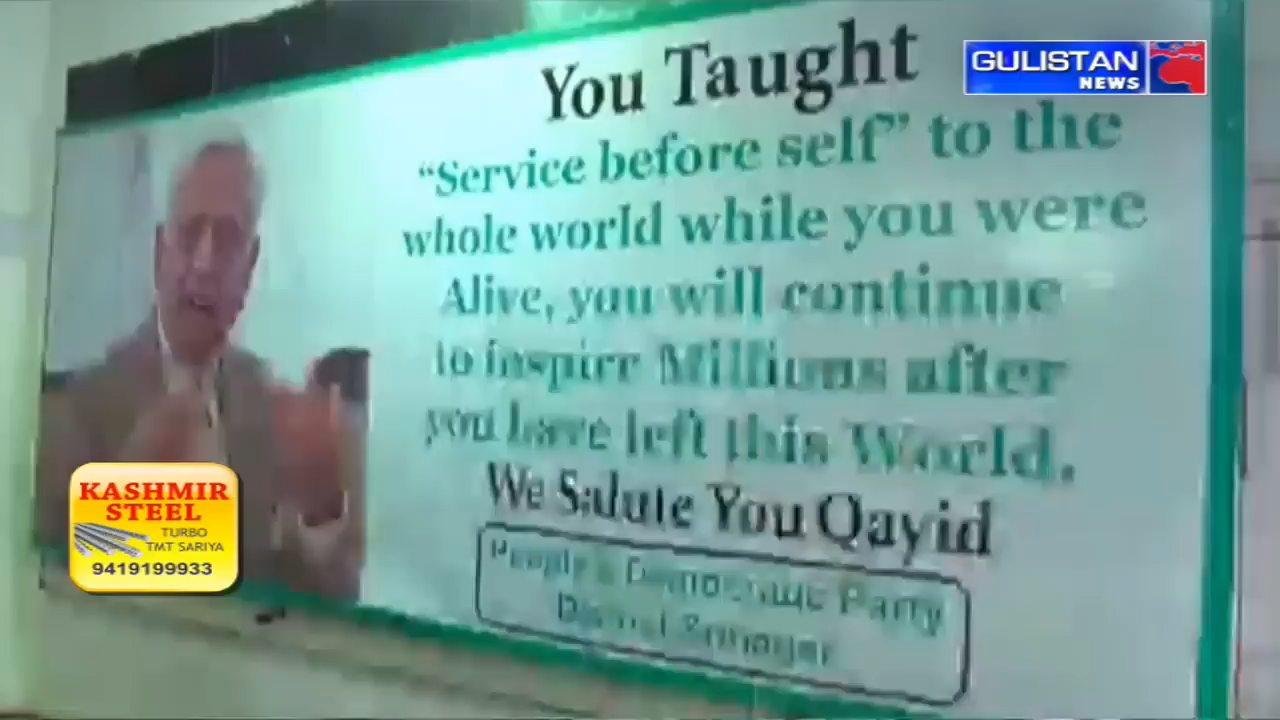 You Taught
GULISTAN
NEWS
“Service before self” to the
whole world while you were
Alive, you will continue
to inspire Millions after
you have left this World.
We Salute You Qayid
People's Democratic Party
District Srinagar
KASHMIR
STEEL
TURBO
TMT SARIYA
9419199933